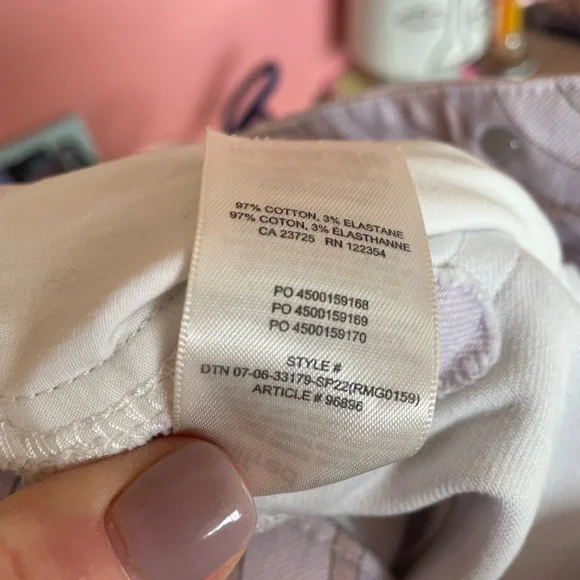 97% COTTON, 3% ELASTANE
97% COTON, 3% ÉLASTHANNE
CA 23725 RN 122354
PO 4500159168
PO 4500159169
PO 4500159170
STYLE #
DTN 07-06-33179-SP22(RMG0159)
ARTICLE # 96896